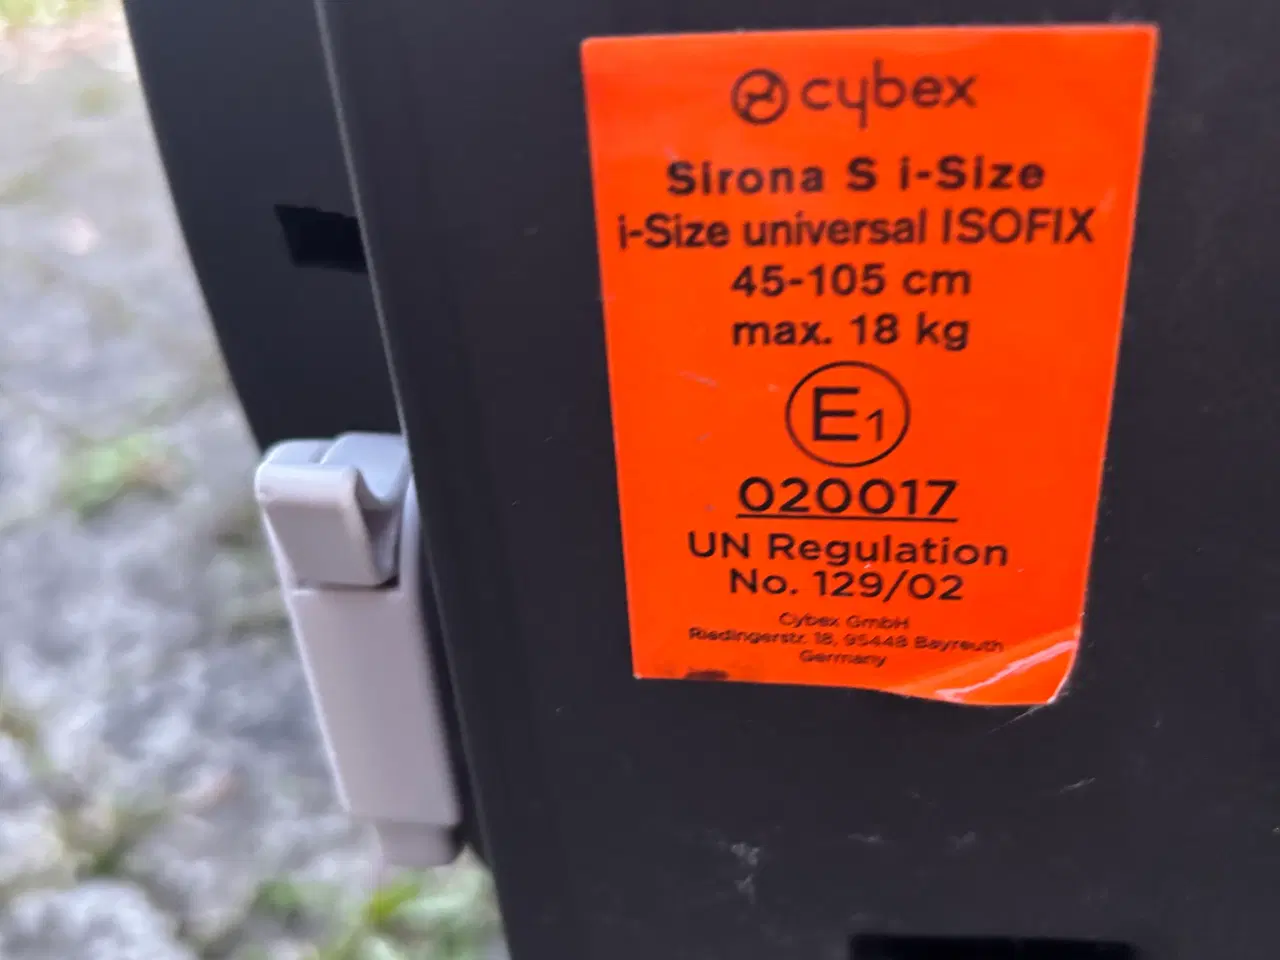 cybex
Sirona S i-Size
i-Size universal ISOFIX
45-105 cm
max. 18 kg
E1
020017
UN Regulation
No. 129/02
Cybex GmbH
Riedingerstr. 18, 95448 Bayreuth
Germany